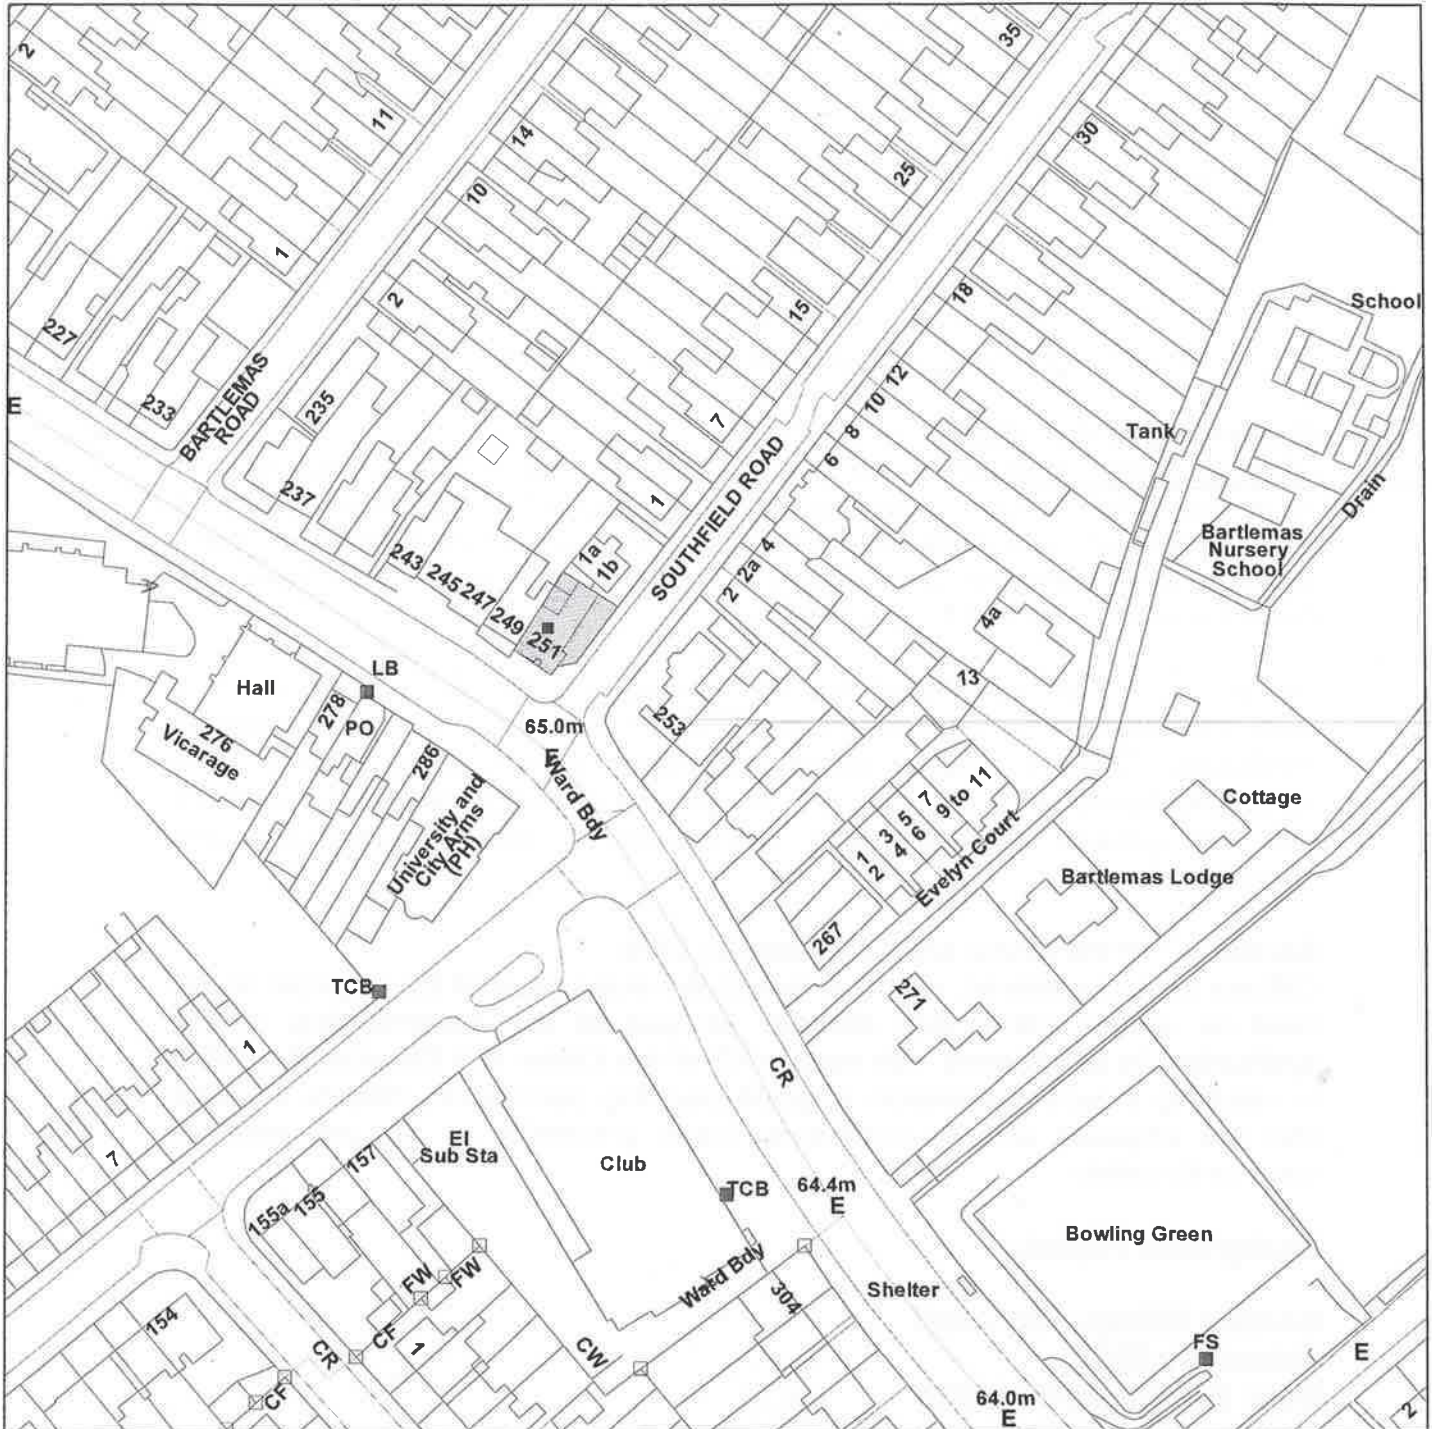 2
11
14
10
35
30
25
1
227
233
2
15
18
BARTLEMAS
ROAD
School
E
235
237
7
12
10
8
6
Tank
Drain
1
SOUTHFIELD ROAD
Bartlemas
Nursery
School
243
245
247
249
251
1a
1b
4
2a
2
4a
13
LB
Hall
278
PO
276
Vicarage
286
University and
City Arms
(PH)
65.0m
E
Ward Bdy
253
Cottage
7
9 to 11
5
6
3
4
1
2
Evelyn Court
Bartlemas Lodge
267
271
TCB
1
7
CR
El
Sub Sta
157
155
155a
Club
TCB
64.4m
E
Bowling Green
Ward Bdy
Shelter
304
FW
FW
CF
1
CR
CW
154
CF
FS
E
64.0m
E
2